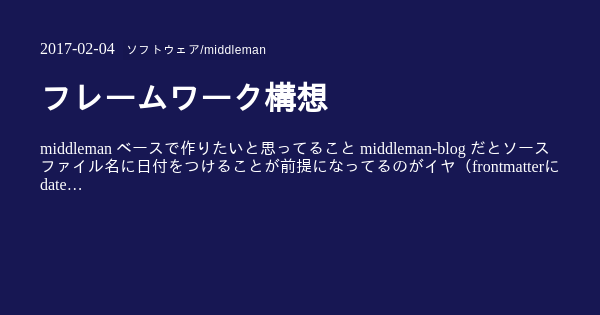 2017-02-04 ソフトウェア/middleman
フレームワーク構想
middleman ベースで作りたいと思ってること middleman-blog だとソース
ファイル名に日付をつけることが前提になってるのがイヤ（frontmatterに
date…